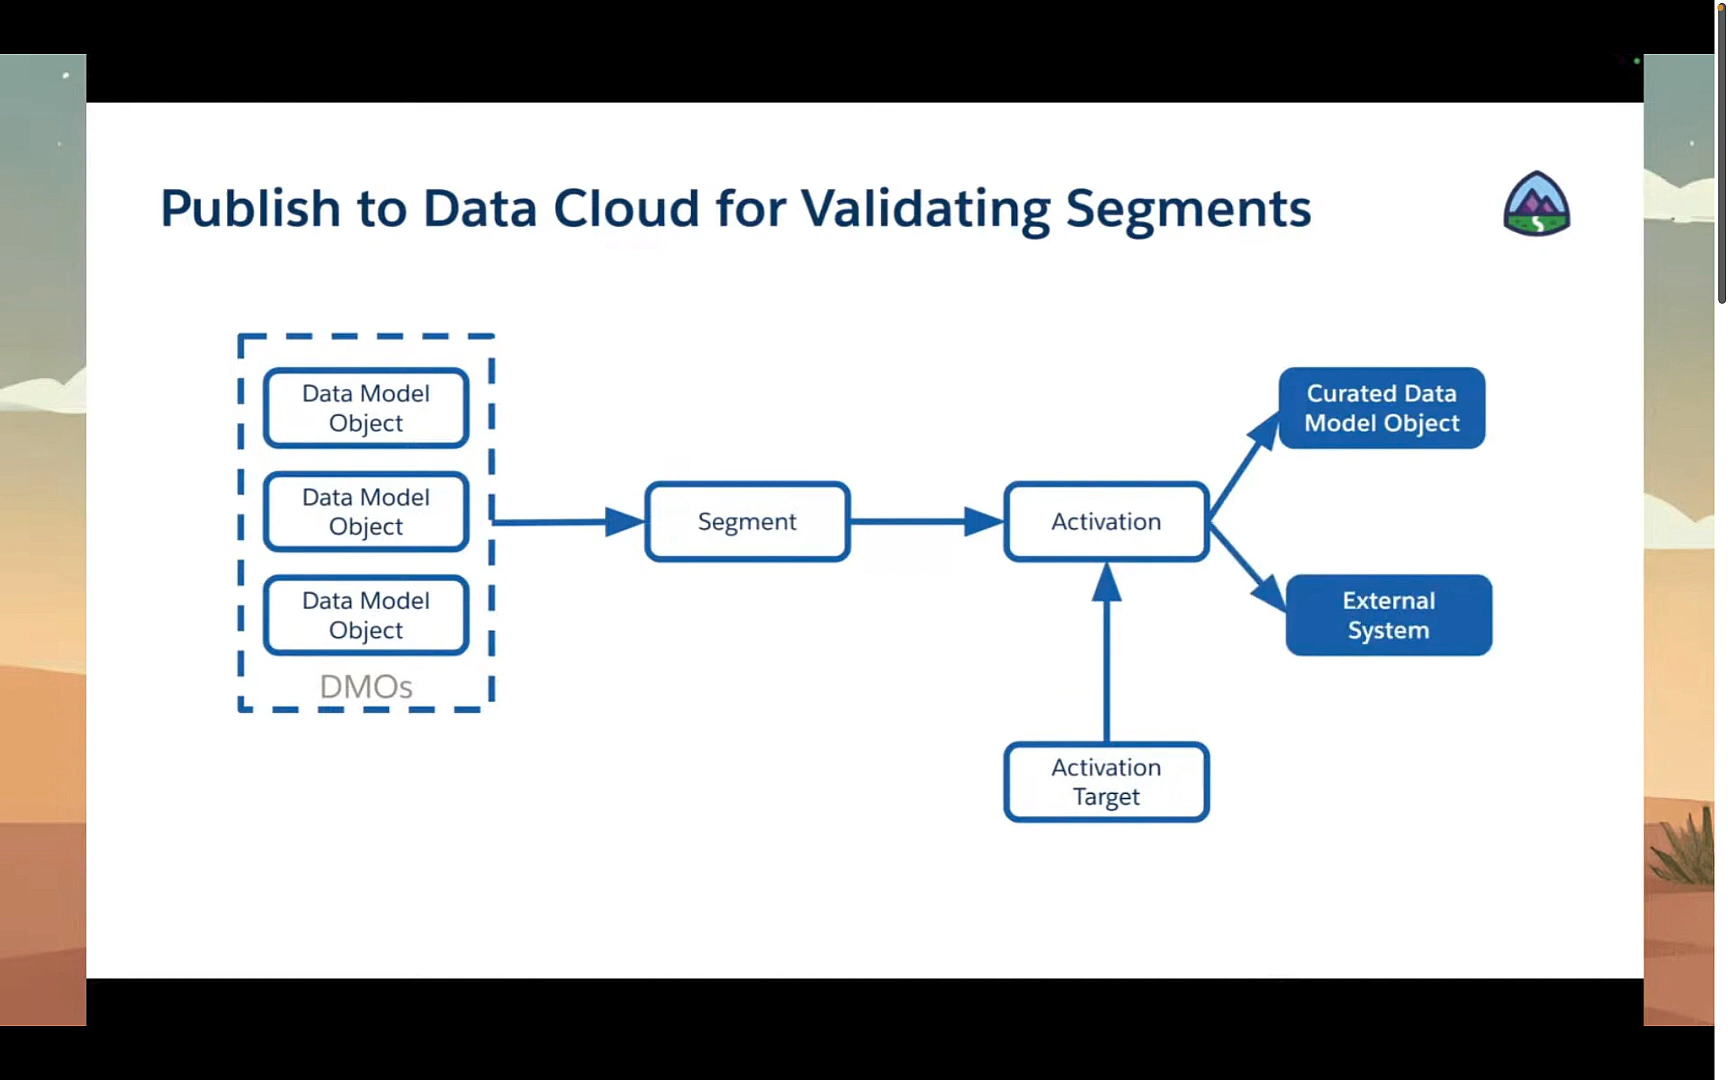 Publish to Data Cloud for Validating Segments
Data Model
Object
Data Model
Object
Data Model
Object
DMOs
Segment
Activation
Activation
Target
Curated Data
Model Object
External
System